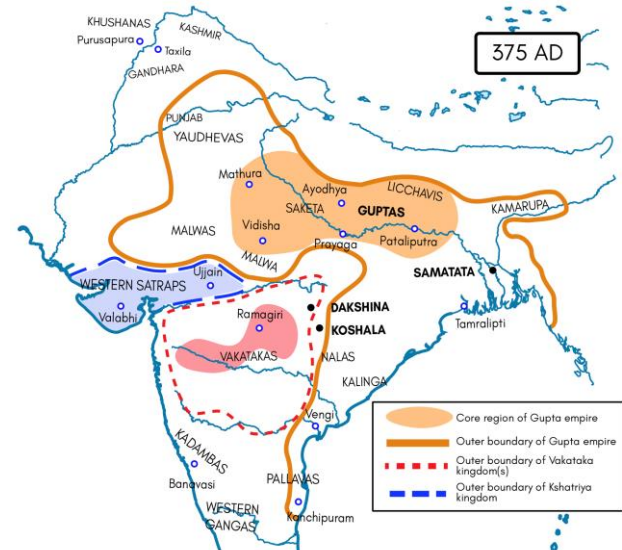 KHUSHANAS
KASHMIR
Purusapura
Taxila
GANDHARA
375 AD
PUNJAB
YAUDHEVAS
Mathura
Ayodhya
LICCHAVIS
SAKETA
GUPTAS
KAMARUPA
MALWAS
Vidisha
Prayaga
Pataliputra
MALWA
Ujjain
SAMATATA
WESTERN SATRAPS
Valabhi
Ramagiri
DAKSHINA
KOSHALA
Tamralipti
VAKATAKAS
NALAS
KALINGA
Vengi
KADAMBAS
Banavasi
PALLAVAS
WESTERN
GANGAS
Kanchipuram
Core region of Gupta empire
Outer boundary of Gupta empire
Outer boundary of Vakataka
kingdom(s)
Outer boundary of Kshatriya
kingdom